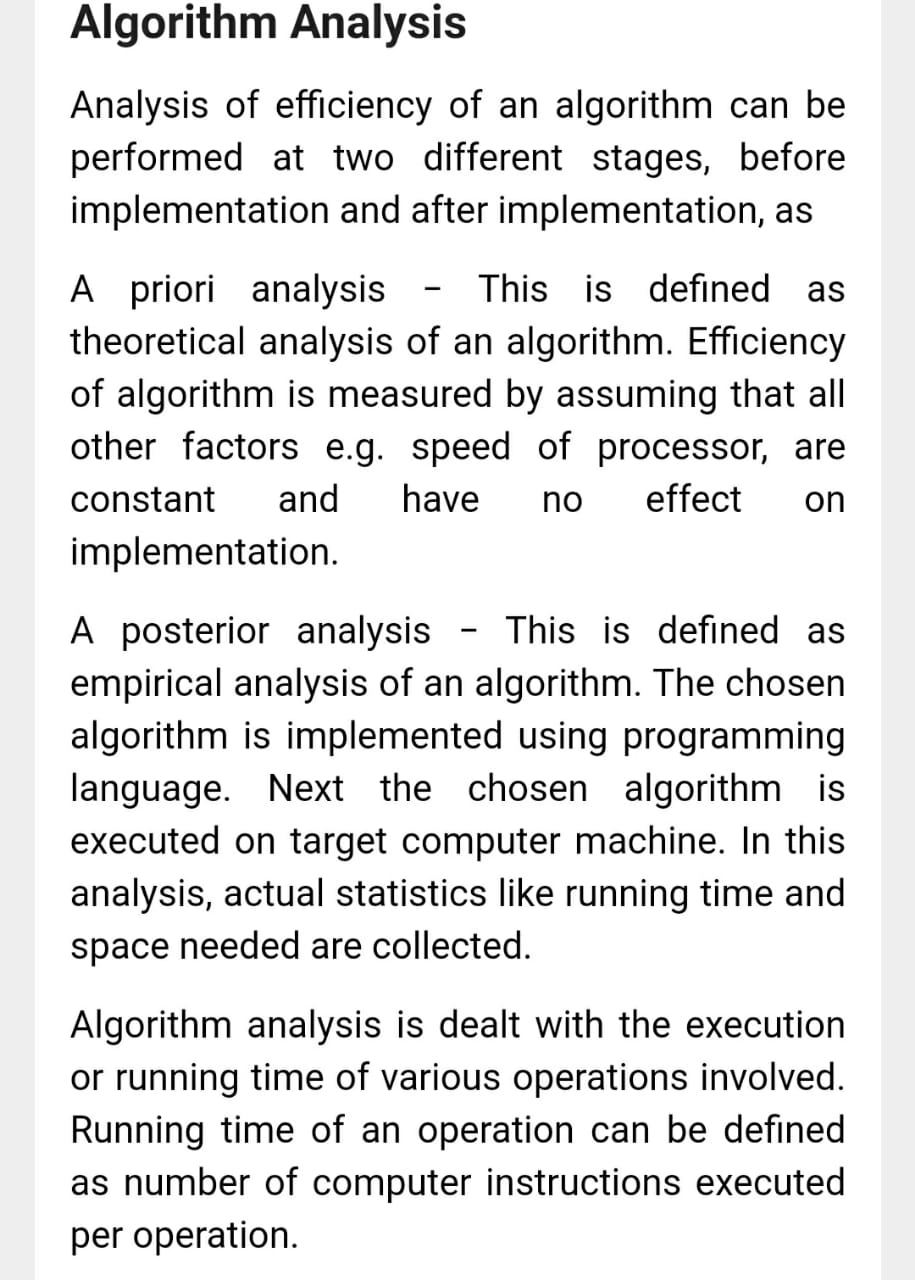 Algorithm Analysis
Analysis of efficiency of an algorithm can be
performed at two different stages, before
implementation and after implementation, as
A priori analysis − This is defined as
theoretical analysis of an algorithm. Efficiency
of algorithm is measured by assuming that all
other factors e.g. speed of processor, are
constant and have no effect on
implementation.
A posterior analysis − This is defined as
empirical analysis of an algorithm. The chosen
algorithm is implemented using programming
language. Next the chosen algorithm is
executed on target computer machine. In this
analysis, actual statistics like running time and
space needed are collected.
Algorithm analysis is dealt with the execution
or running time of various operations involved.
Running time of an operation can be defined
as number of computer instructions executed
per operation.